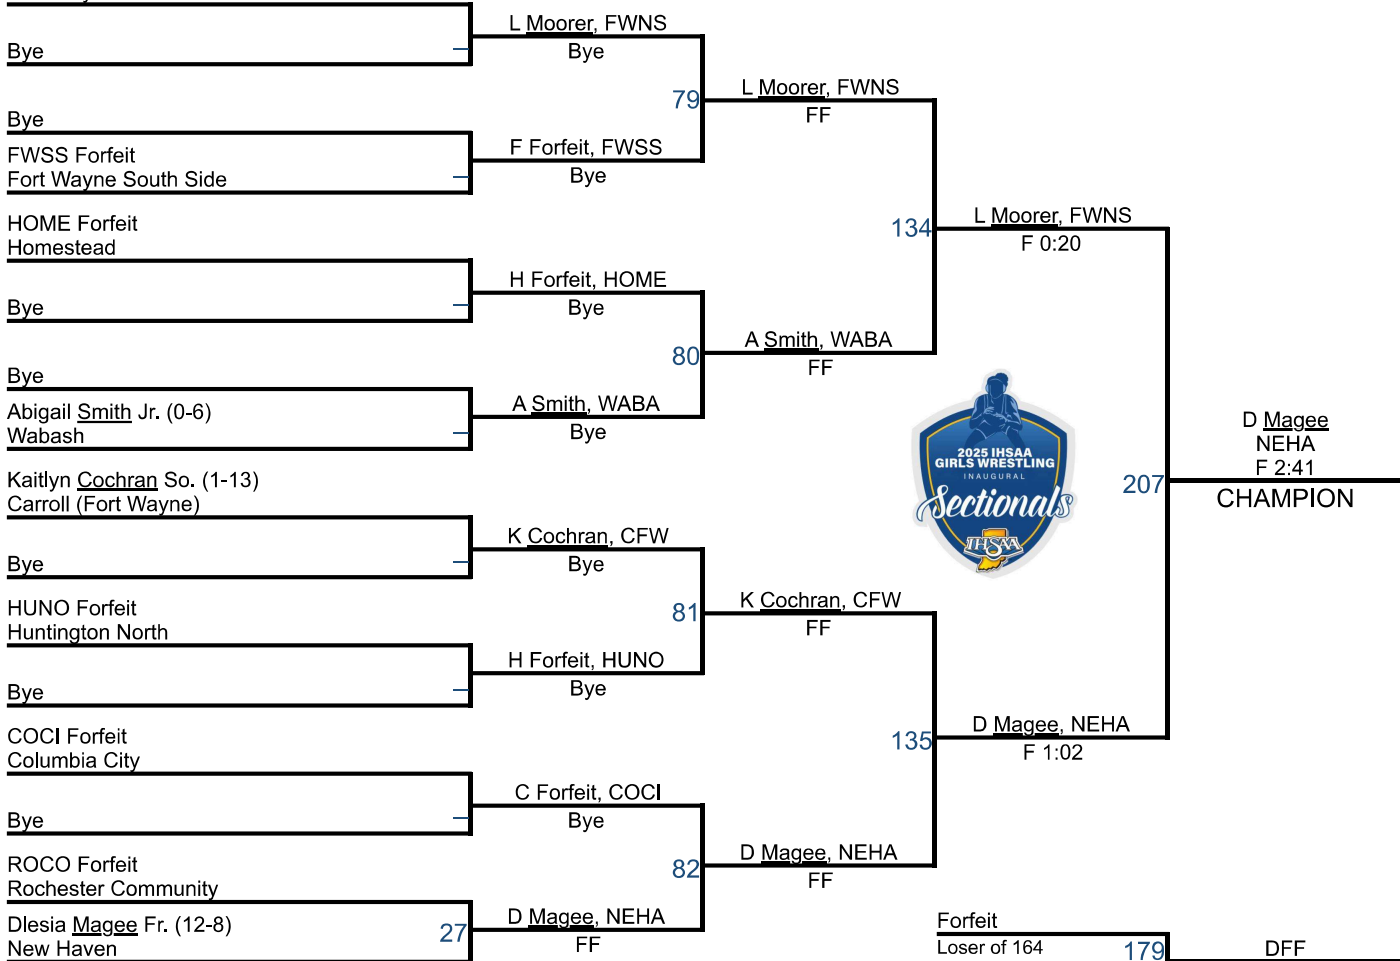 Bye
Bye
FWSS Forfeit
Fort Wayne South Side
HOME Forfeit
Homestead
Bye
Bye
Abigail Smith Jr. (0-6)
Wabash
Kaitlyn Cochran So. (1-13)
Carroll (Fort Wayne)
Bye
HUNO Forfeit
Huntington North
Bye
COCI Forfeit
Columbia City
Bye
ROCO Forfeit
Rochester Community
Dlesia Magee Fr. (12-8)
New Haven
27
L Moorer, FWNS
Bye
F Forfeit, FWSS
Bye
H Forfeit, HOME
Bye
A Smith, WABA
Bye
K Cochran, CFW
Bye
H Forfeit, HUNO
Bye
C Forfeit, COCI
Bye
D Magee, NEHA
FF
79
80
81
82
L Moorer, FWNS
FF
A Smith, WABA
FF
K Cochran, CFW
FF
D Magee, NEHA
FF
134
135
L Moorer, FWNS
F 0:20
2025 IHSAA
GIRLS WRESTLING
INAUGURAL
Sectionals
IHSAA
D Magee, NEHA
F 1:02
207
D Magee
NEHA
F 2:41
CHAMPION
Forfeit
Loser of 164
179
DFF